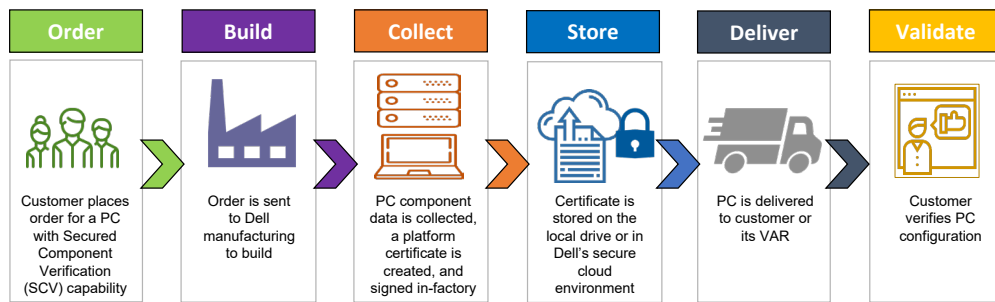 Order
Build
Collect
Store
Deliver
Validate
Customer places
order for a PC
with Secured
Component
Verification
(SCV) capability
Order is sent
to Dell
manufacturing
to build
PC component
data is collected,
a platform
certificate is
created, and
signed in-factory
Certificate is
stored on the
local drive or in
Dell’s secure
cloud
environment
PC is delivered
to customer or
its VAR
Customer
verifies PC
configuration